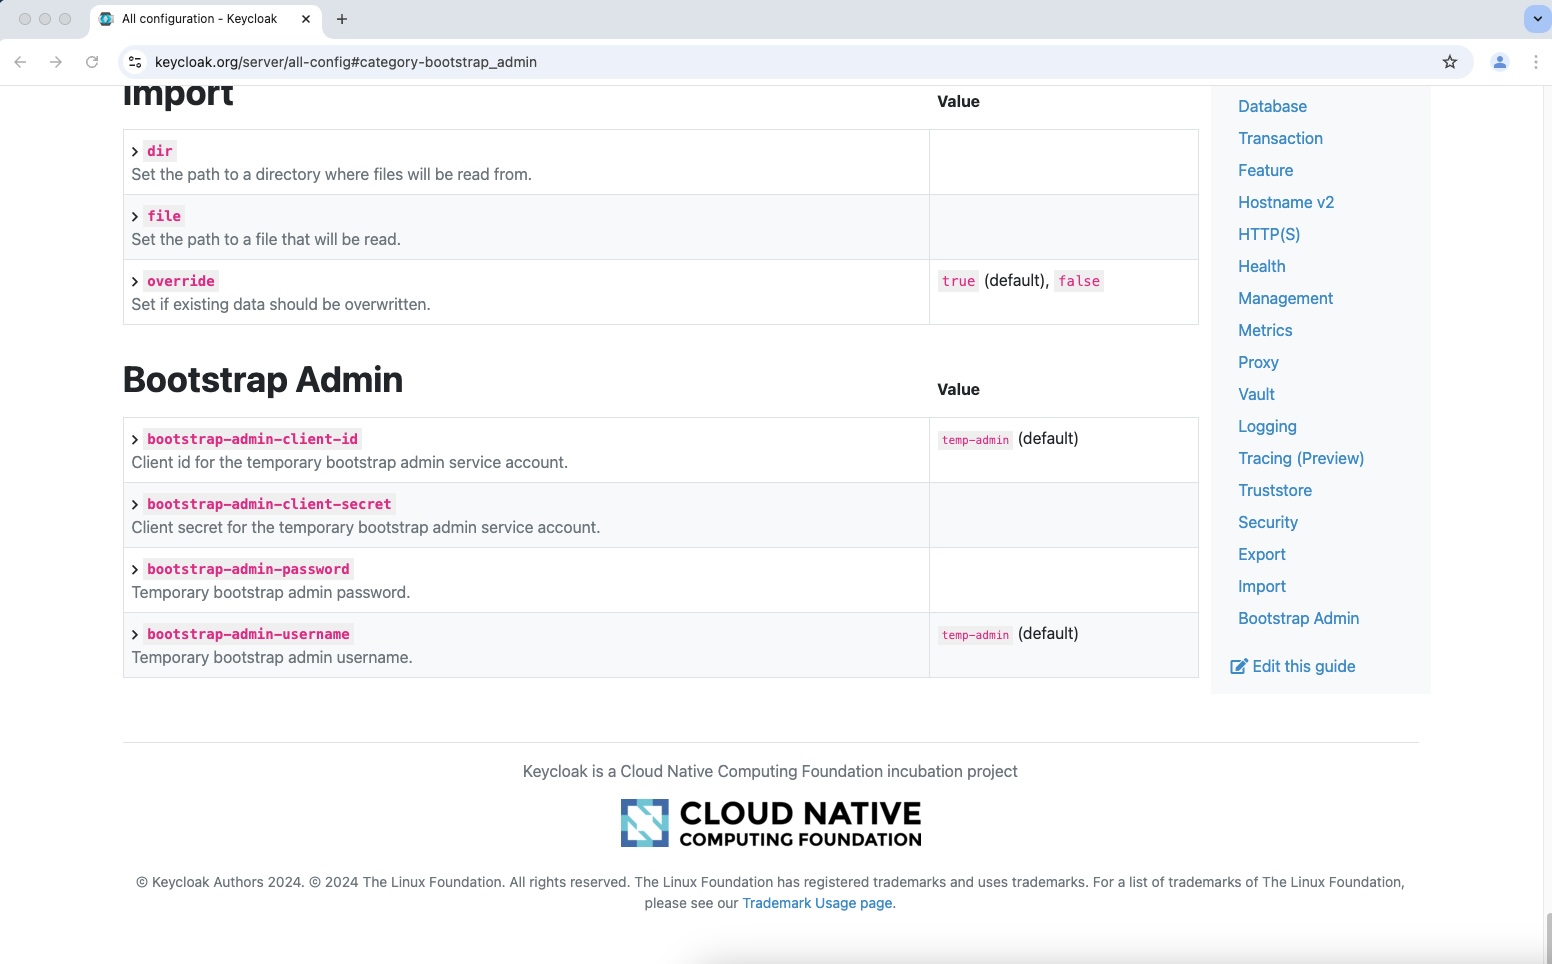 All configuration - Keycloak
keycloak.org/server/all-config#category-bootstrap_admin
Import
Value
dir
Set the path to a directory where files will be read from.
file
Set the path to a file that will be read.
override
true (default), false
Set if existing data should be overwritten.
Bootstrap Admin
Value
bootstrap-admin-client-id
temp-admin (default)
Client id for the temporary bootstrap admin service account.
bootstrap-admin-client-secret
Client secret for the temporary bootstrap admin service account.
bootstrap-admin-password
Temporary bootstrap admin password.
bootstrap-admin-username
temp-admin (default)
Temporary bootstrap admin username.
Database
Transaction
Feature
Hostname v2
HTTP(S)
Health
Management
Metrics
Proxy
Vault
Logging
Tracing (Preview)
Truststore
Security
Export
Import
Bootstrap Admin
Edit this guide
Keycloak is a Cloud Native Computing Foundation incubation project
CLOUD NATIVE
COMPUTING FOUNDATION
© Keycloak Authors 2024. © 2024 The Linux Foundation. All rights reserved. The Linux Foundation has registered trademarks and uses trademarks. For a list of trademarks of The Linux Foundation,
please see our Trademark Usage page.